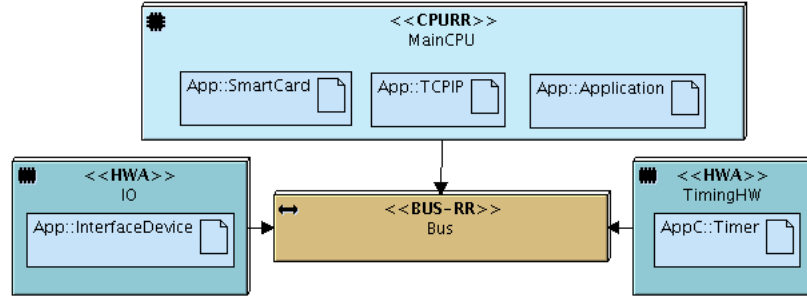 <<CPURR>>
MainCPU
App::SmartCard
App::TCPIP
App::Application
<<HWA>>
IO
App::InterfaceDevice
<<BUS-RR>>
Bus
<<HWA>>
TimingHW
AppC::Timer